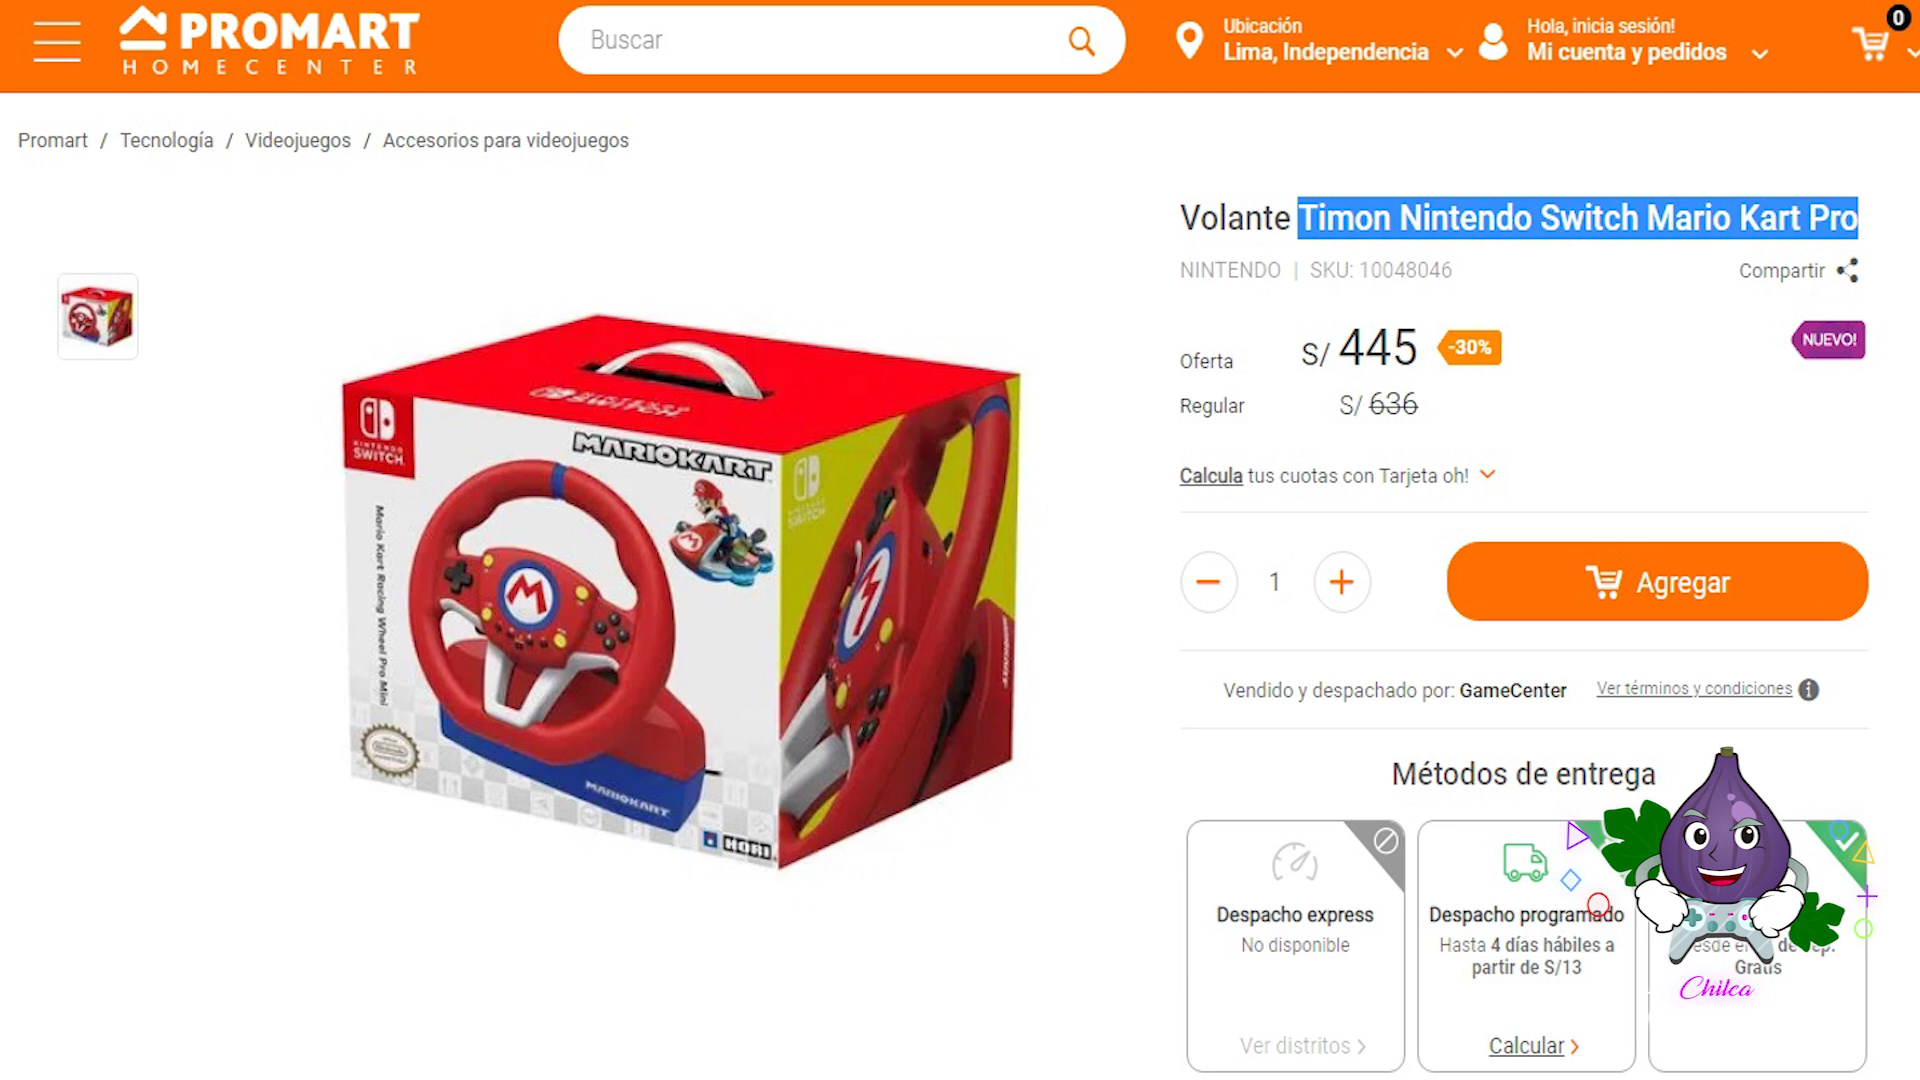 PROMART
HOMECENTER
Buscar
Ubicación
Lima, Independencia
Hola, inicia sesión!
Mi cuenta y pedidos
0
Promart / Tecnología / Videojuegos / Accesorios para videojuegos
Volante Timon Nintendo Switch Mario Kart Pro
NINTENDO | SKU: 10048046
Compartir
Oferta S/ 445 -30%
NUEVO!
Regular S/ 636
Calcula tus cuotas con Tarjeta oh!
1
Agregar
Vendido y despachado por: GameCenter
Ver términos y condiciones
Métodos de entrega
Despacho express
No disponible
Ver distritos >
Despacho programado
Hasta 4 días hábiles a
partir de S/13
Calcular >
Gratis
Chilca
NINTENDO
SWITCH
NINTENDO
SWITCH
MARIOKART
M
M
Mario Kart Racing Wheel Pro Mini
MARIOKART
HORI
NINTENDO
SWITCH